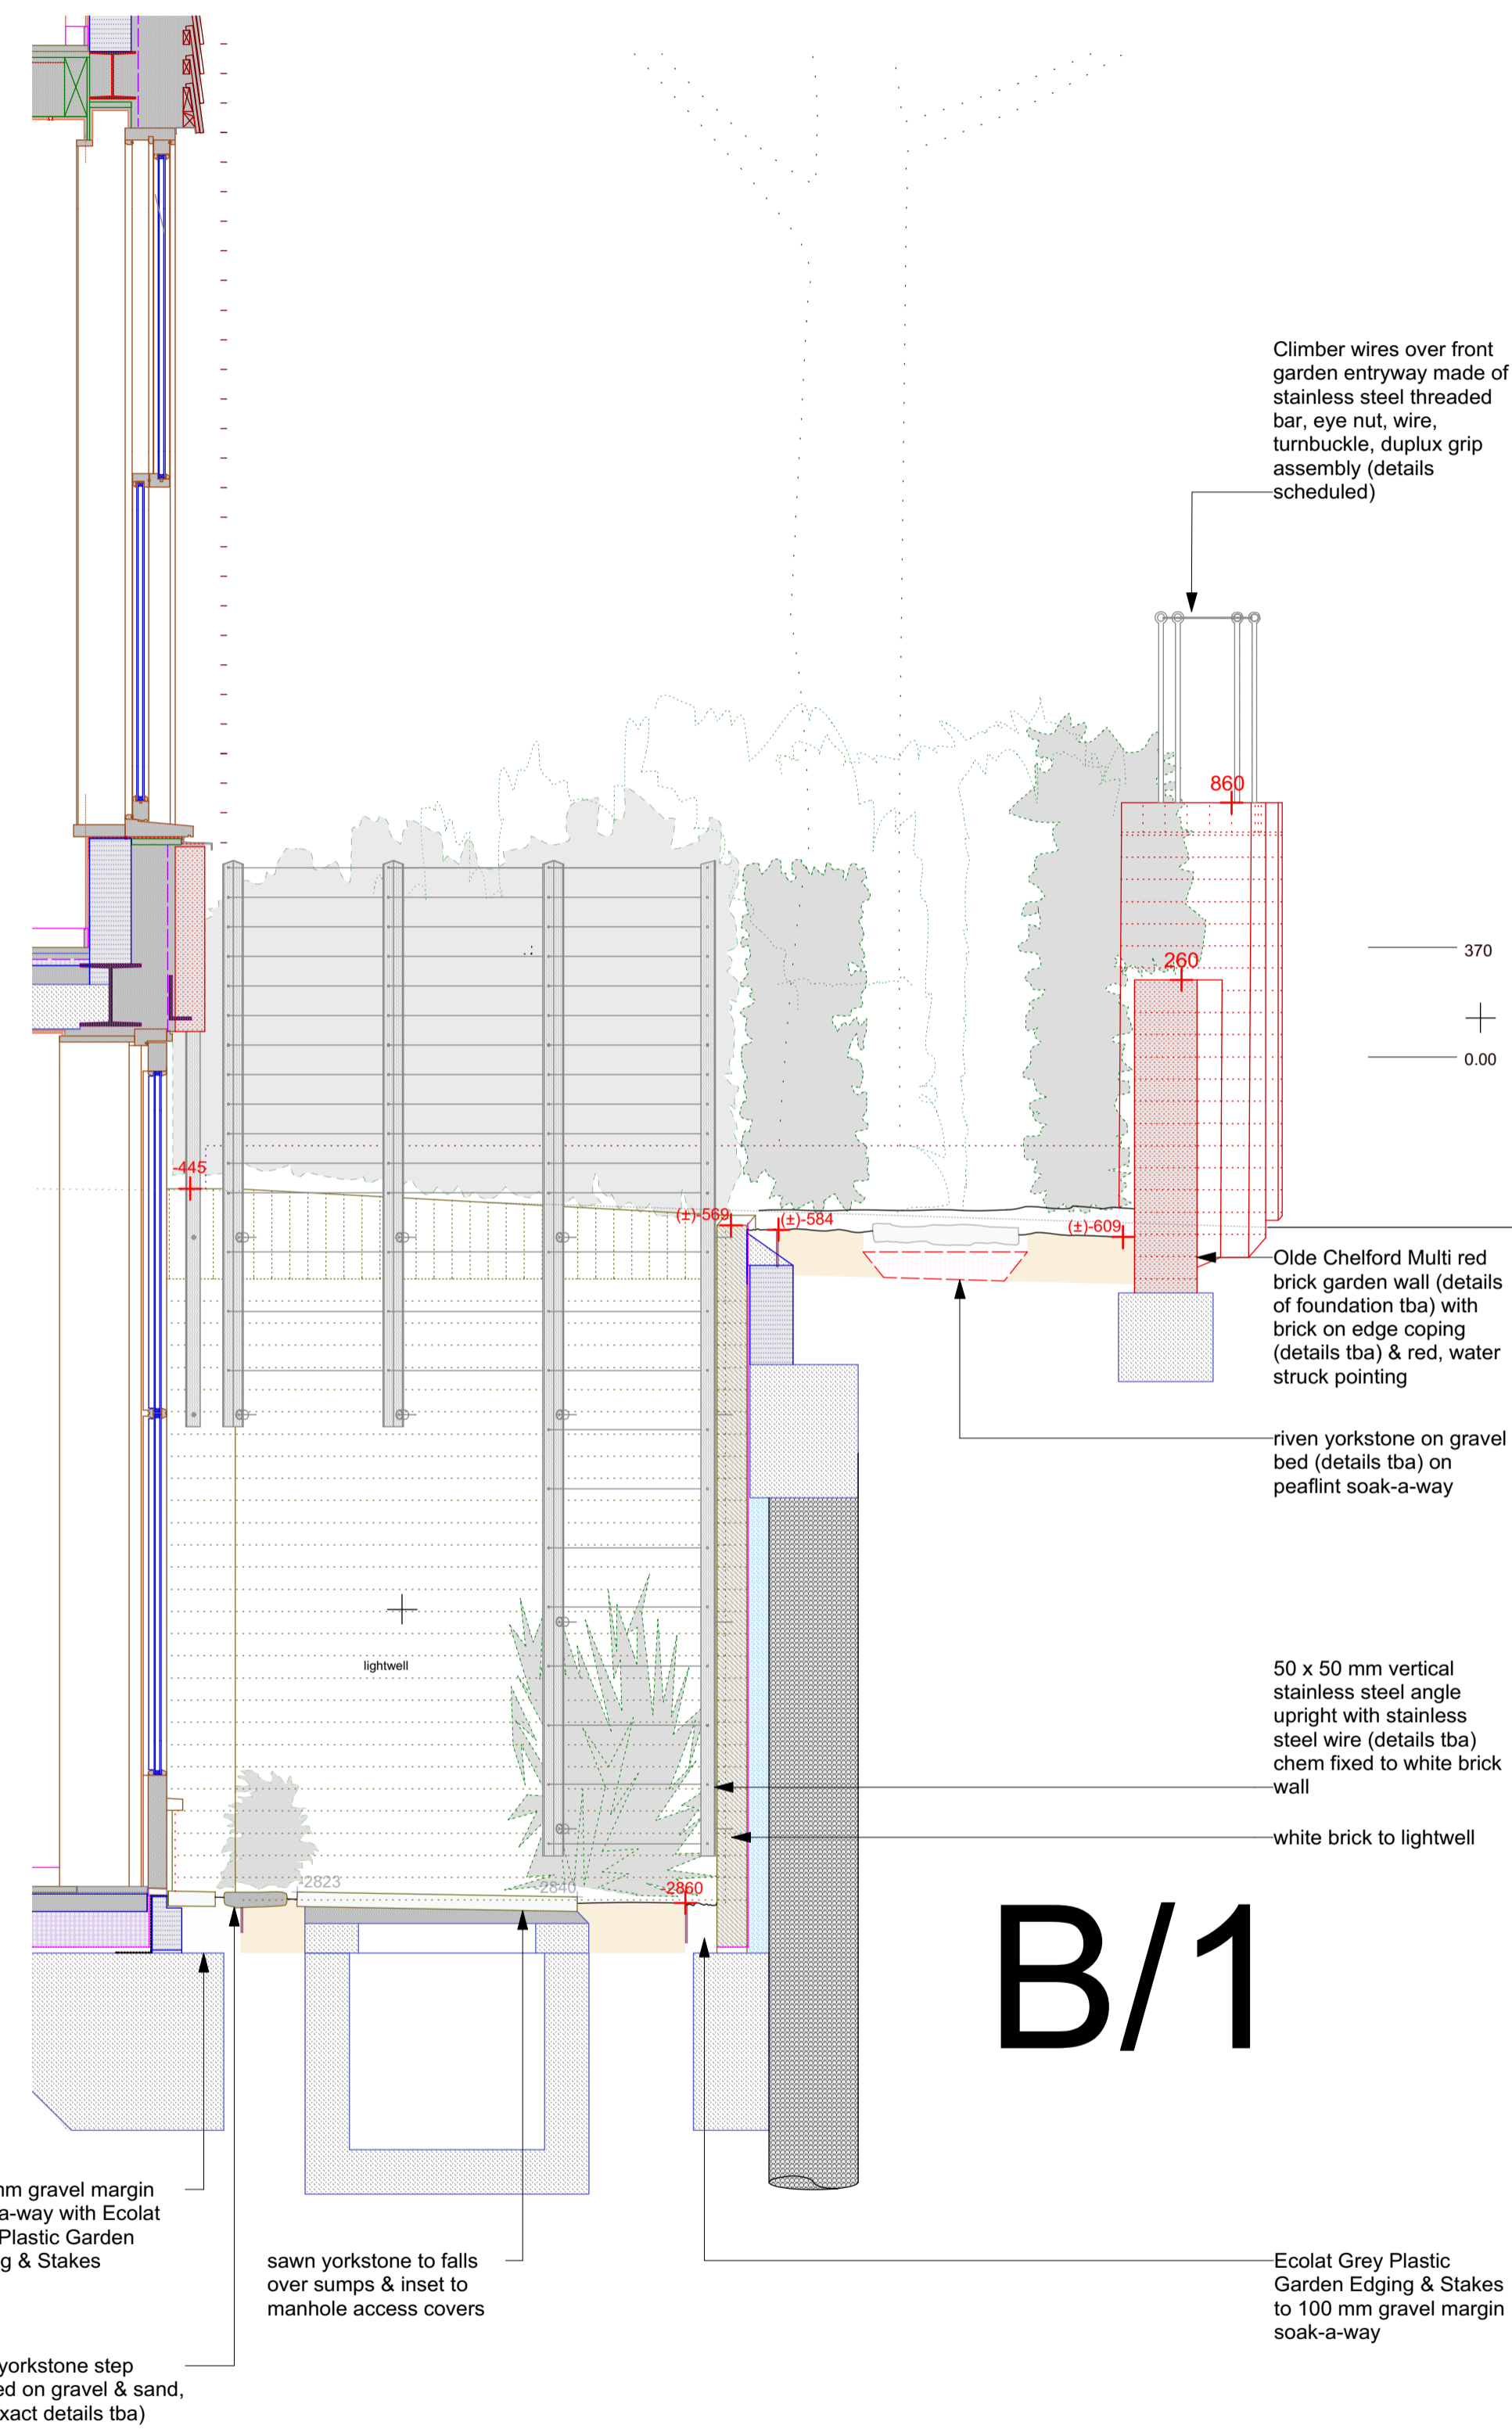 Climber wires over front
garden entryway made of
stainless steel threaded
bar, eye nut, wire,
turnbuckle, duplux grip
assembly (details
scheduled)
860
370
260
0.00
-445
(±)-569
(±)-584
(±)-609
Olde Chelford Multi red
brick garden wall (details
of foundation tba) with
brick on edge coping
(details tba) & red, water
struck pointing
riven yorkstone on gravel
bed (details tba) on
peaflint soak-a-way
lightwell
50 x 50 mm vertical
stainless steel angle
upright with stainless
steel wire (details tba)
chem fixed to white brick
wall
white brick to lightwell
-2823
-2840
-2860
B/1
mm gravel margin
a-way with Ecolat
Plastic Garden
g & Stakes
sawn yorkstone to falls
over sumps & inset to
manhole access covers
Ecolat Grey Plastic
Garden Edging & Stakes
to 100 mm gravel margin
soak-a-way
yorkstone step
ed on gravel & sand,
exact details tba)